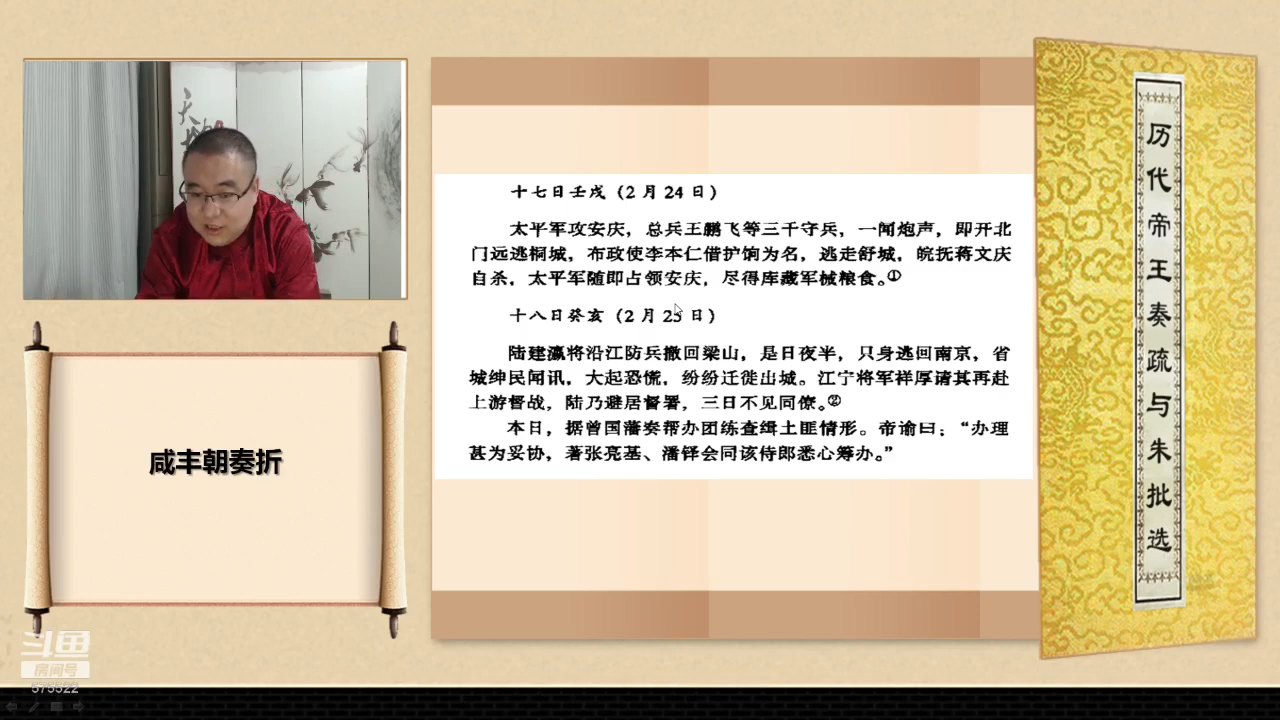 十七日壬戌（2月24日）
太平军攻安庆，总兵王鹏飞等三千守兵，一闻炮声，即开北
门远逃桐城，布政使李本仁借护饷为名，逃走舒城，皖抚蒋文庆
自杀，太平军随即占领安庆，尽得库藏军械粮食。①
十八日癸亥（2月25日）
陆建瀛将沿江防兵撤回梁山，是日夜半，只身逃回南京，省
城绅民闻讯，大起恐慌，纷纷迁徙出城。江宁将军祥厚请其再赴
上游督战，陆乃避居督署，三日不见同僚。②
本日，据曾国藩奏帮办团练查缉土匪情形。帝谕曰：“办理
甚为妥协，著张亮基、潘铎会同该侍郎悉心筹办。”
咸丰朝奏折
历代帝王奏疏与朱批选
斗鱼
房间号
575522